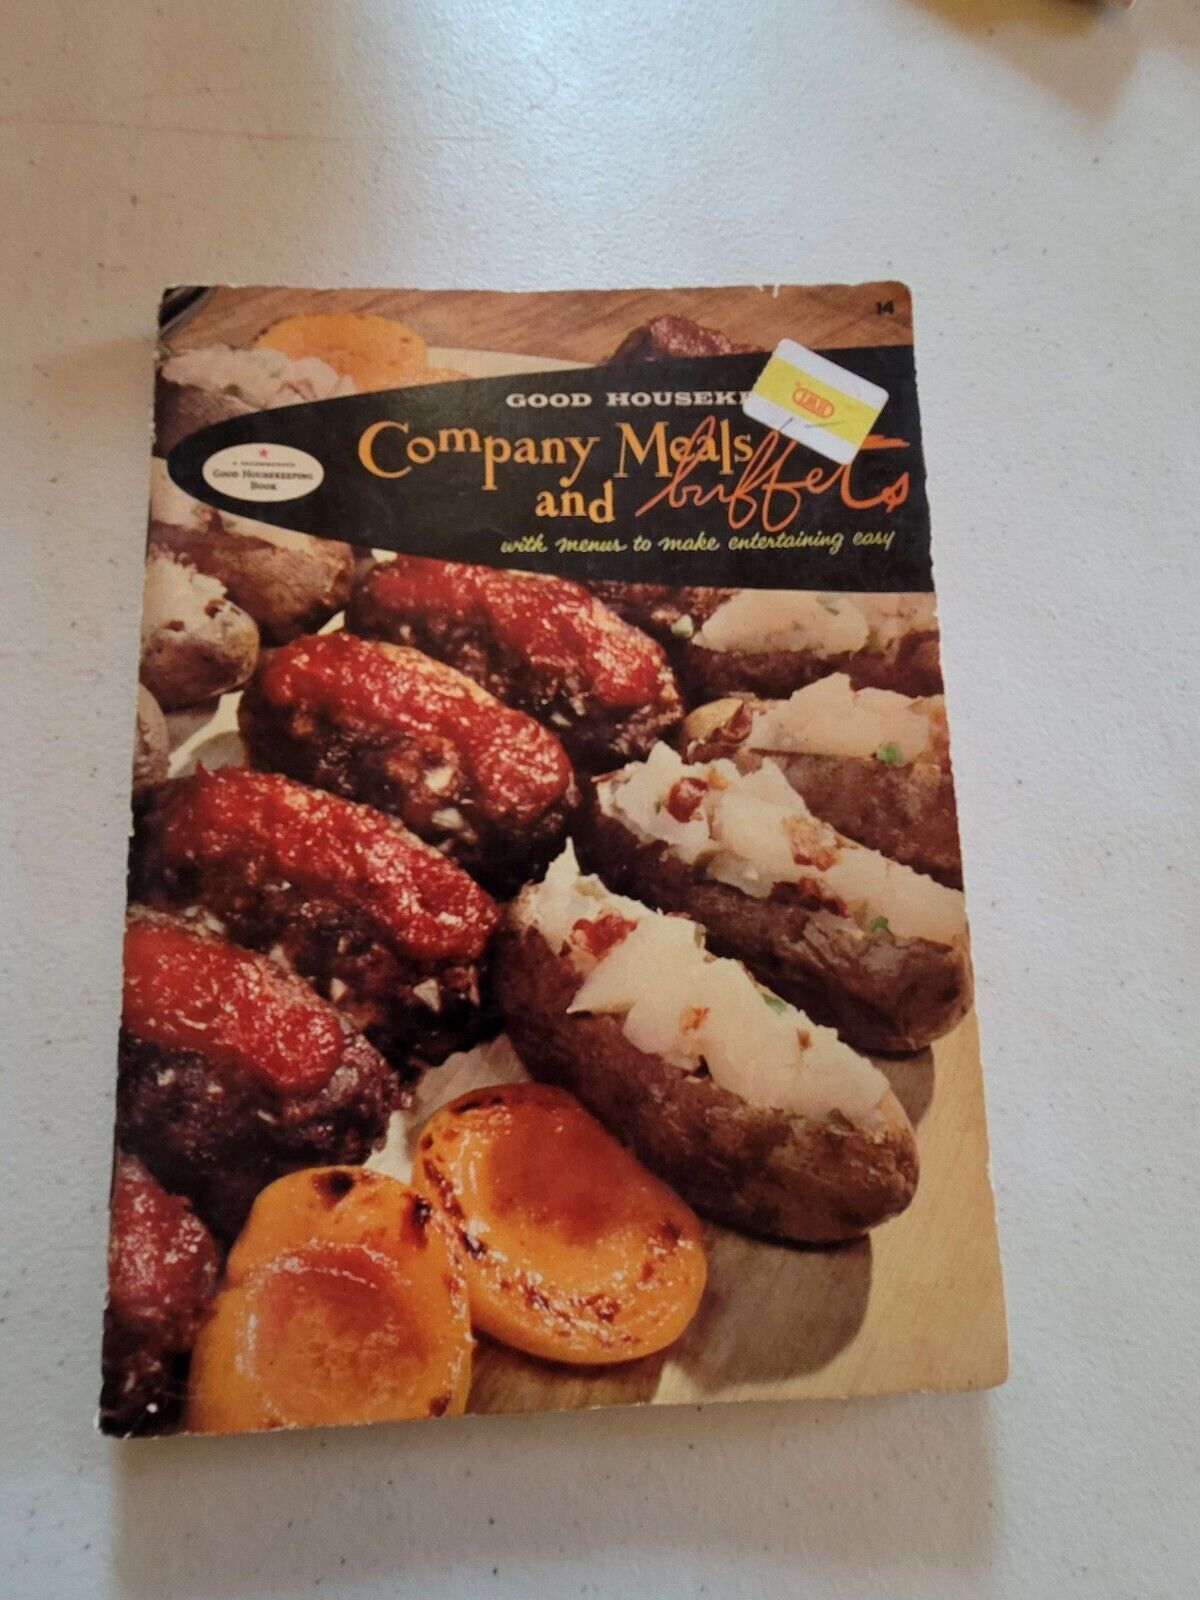 14
GOOD HOUSEKE
Company Meals
and buffets
with menus to make entertaining easy
A RECOMMENDED
GOOD HOUSEKEEPING
BOOK